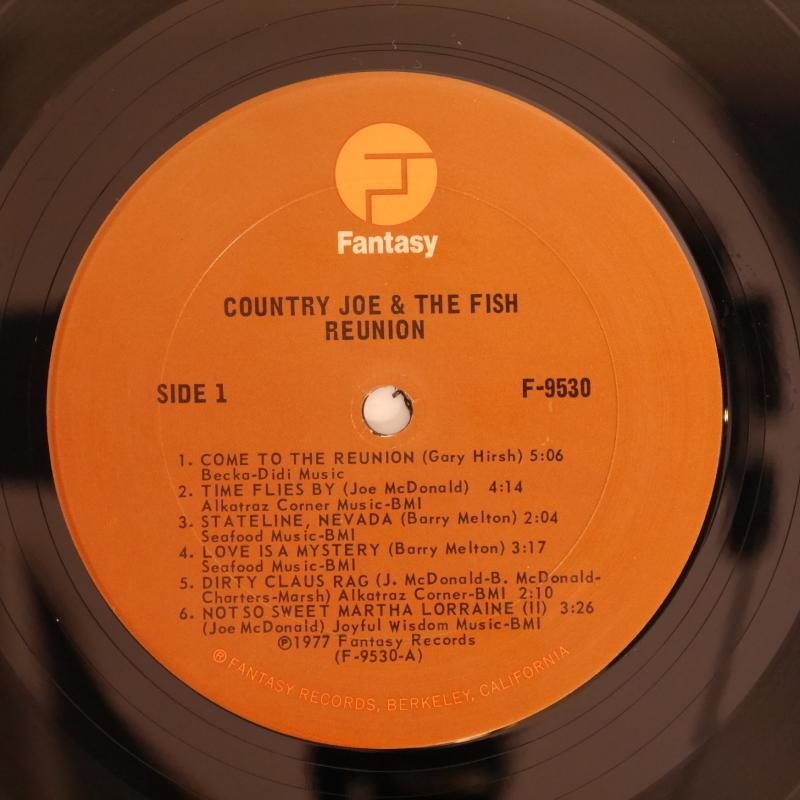 Fantasy
COUNTRY JOE & THE FISH
REUNION
SIDE 1
F-9530
1. COME TO THE REUNION (Gary Hirsh) 5:06
Becka-Didi Music
2. TIME FLIES BY (Joe McDonald) 4:14
Alkatraz Corner Music-BMI
3. STATELINE, NEVADA (Barry Melton) 2:04
Seafood Music-BMI
4. LOVE IS A MYSTERY (Barry Melton) 3:17
Seafood Music-BMI
5. DIRTY CLAUS RAG (J. McDonald-B. McDonald-
Charters-Marsh) Alkatraz Corner-BMI 2:10
6. NOT SO SWEET MARTHA LORRAINE (II) 3:26
(Joe McDonald) Joyful Wisdom Music-BMI
℗1977 Fantasy Records
(F-9530-A)
® FANTASY RECORDS, BERKELEY, CALIFORNIA